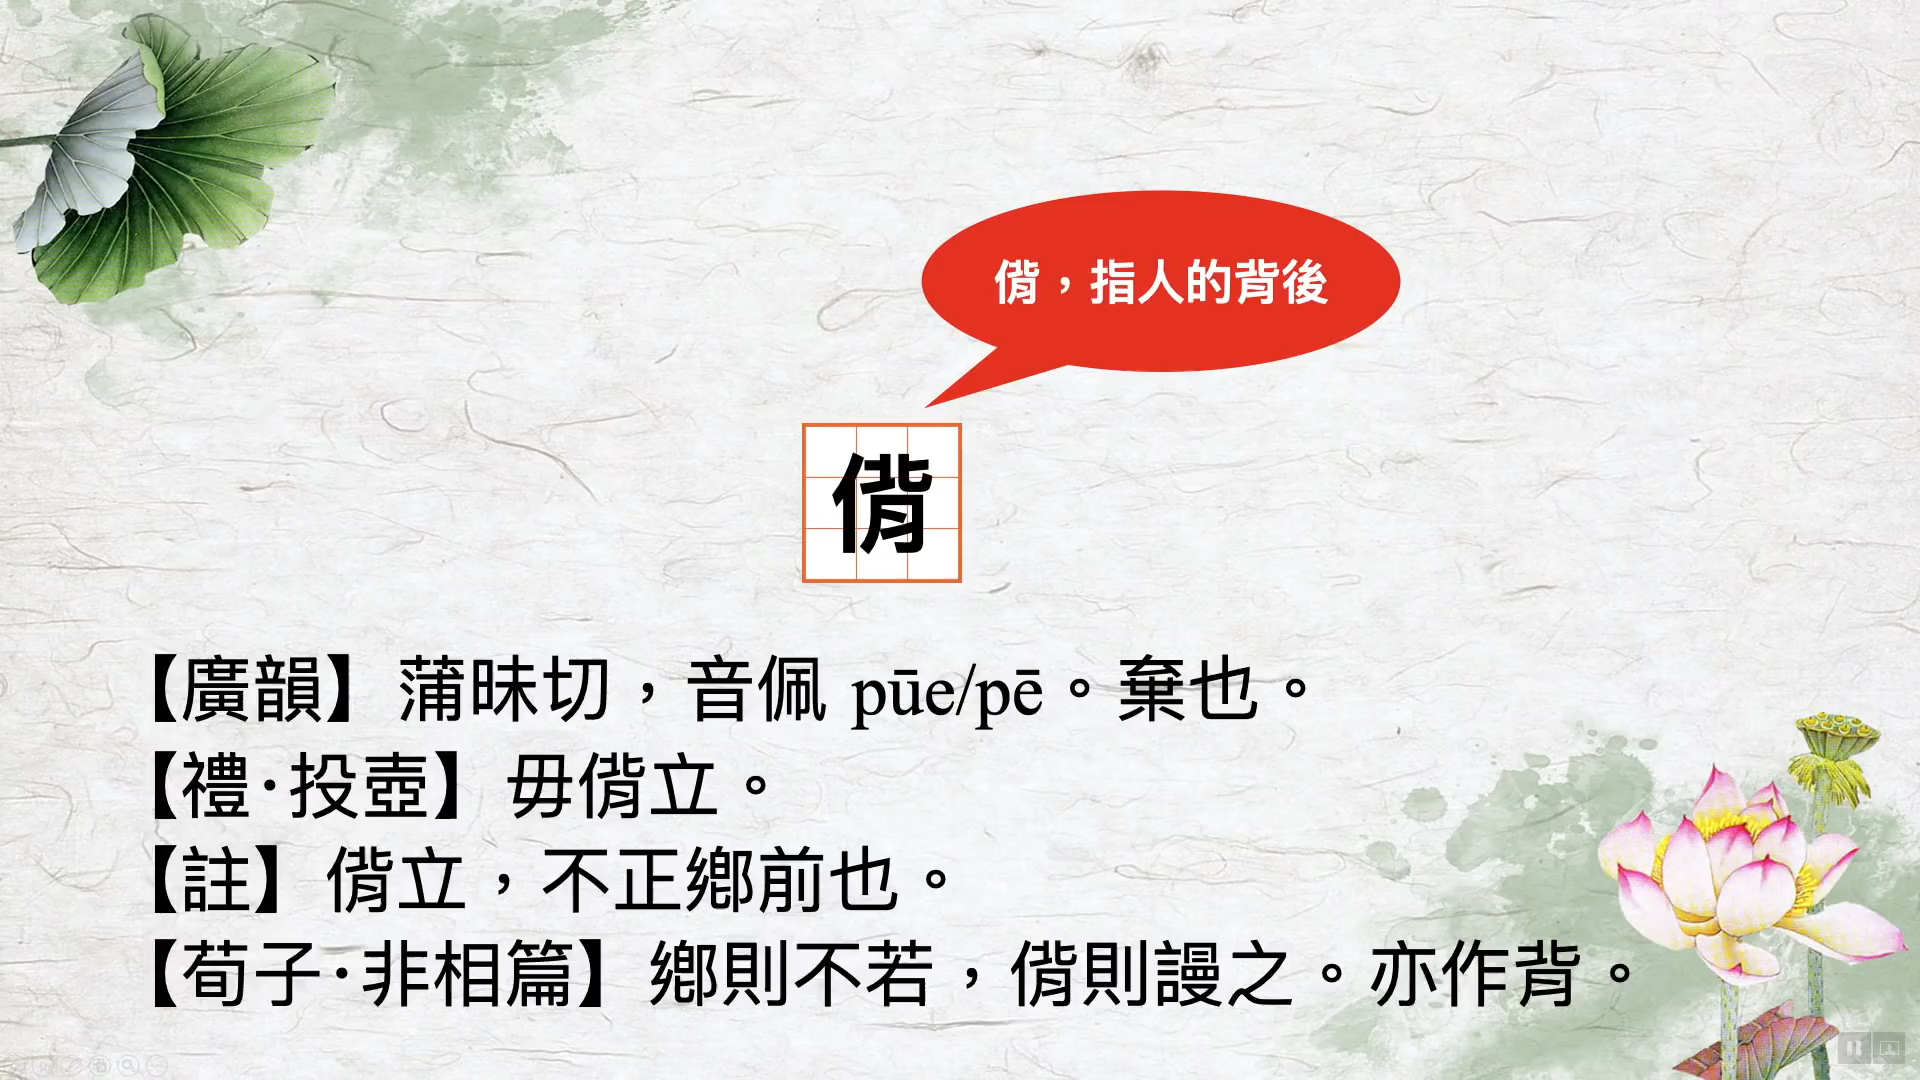 偝，指人的背後
偝
【廣韻】蒲昧切，音佩 pūe/pē。棄也。
【禮·投壺】毋偝立。
【註】偝立，不正鄉前也。
【荀子·非相篇】鄉則不若，偝則謾之。亦作背。